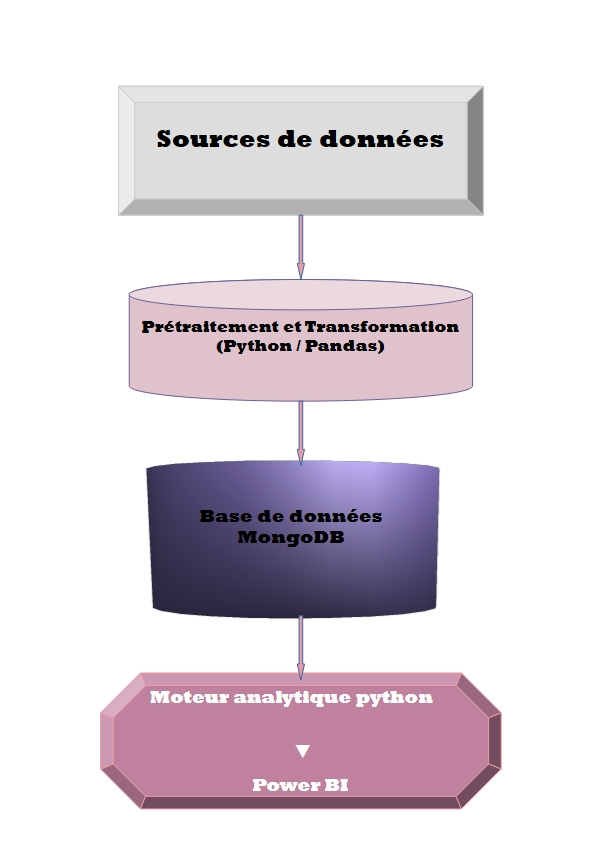 Sources de données
Prétraitement et Transformation
(Python / Pandas)
Base de données
MongoDB
Moteur analytique python
▼
Power BI